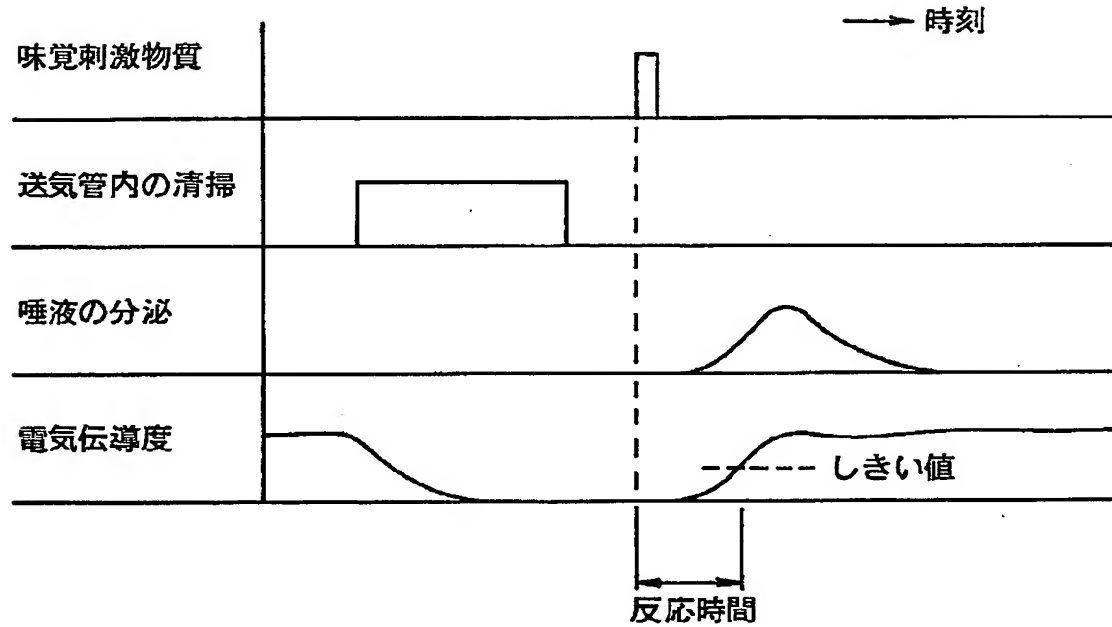 時刻
味覚刺激物質
送気管内の清掃
唾液の分泌
電気伝導度
しきい値
反応時間